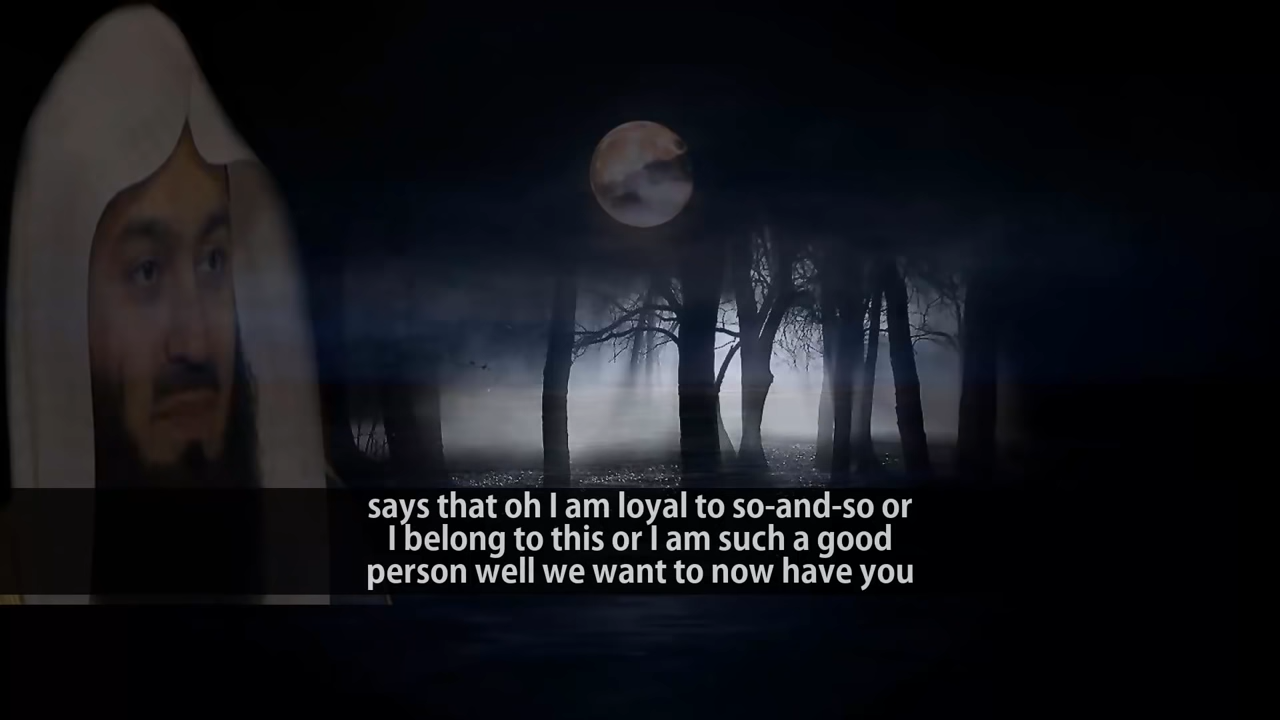 says that oh I am loyal to so-and-so or
I belong to this or I am such a good
person well we want to now have you